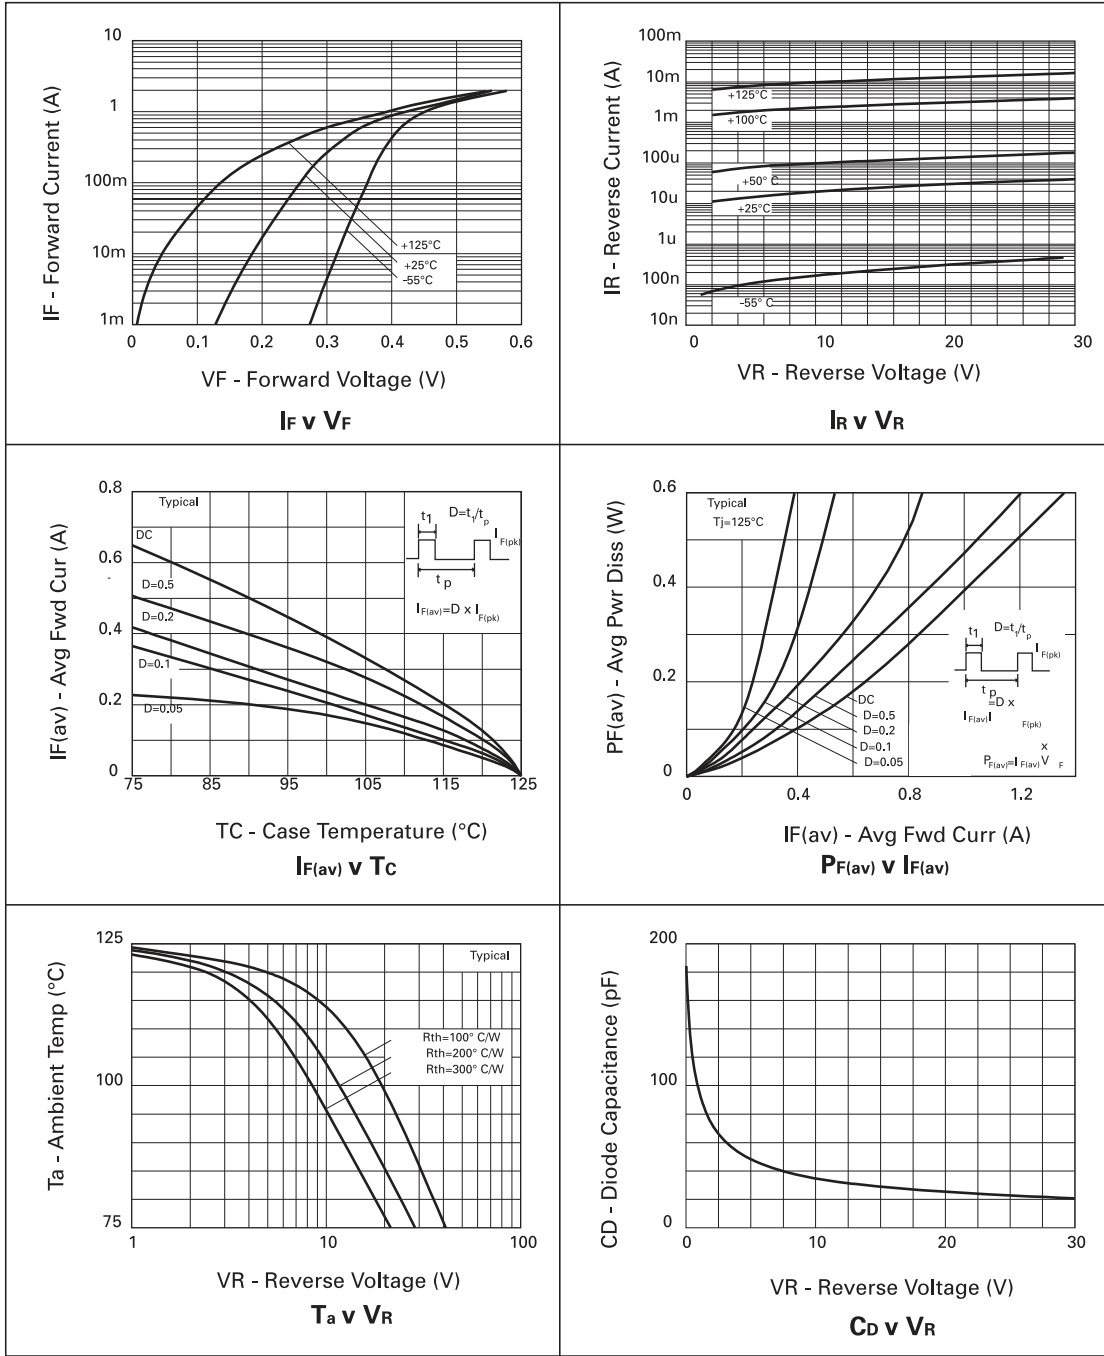 10
1
100m
10m
1m
IF - Forward Current (A)
+125°C
+25°C
-55°C
0 0.1 0.2 0.3 0.4 0.5 0.6
VF - Forward Voltage (V)
IF v VF
100m
10m
1m
100u
10u
1u
100n
10n
IR - Reverse Current (A)
+125°C
+100°C
+50° C
+25°C
-55° C
0 10 20 30
VR - Reverse Voltage (V)
IR v VR
0.8
0.6
0.4
0.2
0
IF(av) - Avg Fwd Cur (A)
Typical
DC
D=0.5
D=0.2
D=0.1
D=0.05
t1 D=t1/tp
IF(pk)
tp
IF(av)=D x IF(pk)
75 85 95 105 115 125
TC - Case Temperature (°C)
IF(av) v TC
0.6
0.4
0.2
0
PF(av) - Avg Pwr Diss (W)
Typical
Tj=125°C
t1 D=t1/tp
IF(pk)
tp
=D x
IF(av)I F(pk)
x
PF(av)=IF(av)V F
DC
D=0.5
D=0.2
D=0.1
D=0.05
0 0.4 0.8 1.2
IF(av) - Avg Fwd Curr (A)
PF(av) v IF(av)
125
100
75
Ta - Ambient Temp (°C)
Typical
Rth=100° C/W
Rth=200° C/W
Rth=300° C/W
1 10 100
VR - Reverse Voltage (V)
Ta v VR
200
100
0
CD - Diode Capacitance (pF)
0 10 20 30
VR - Reverse Voltage (V)
CD v VR